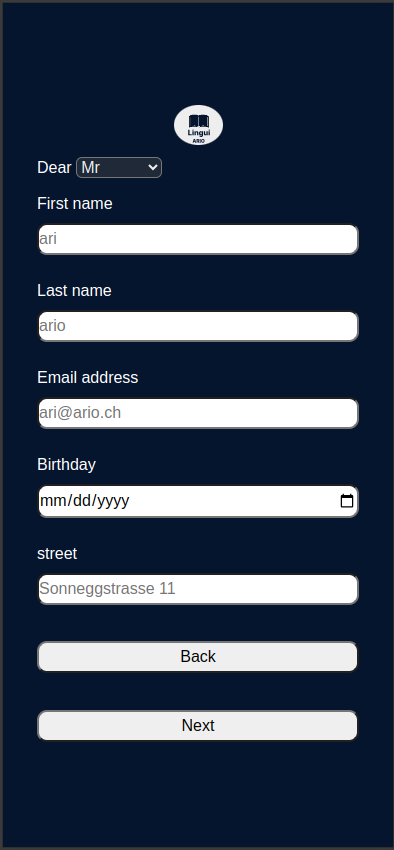 Lingui
ARIO
Dear Mr
First name
ari
Last name
ario
Email address
ari@ario.ch
Birthday
mm/dd/yyyy
street
Sonneggstrasse 11
Back
Next